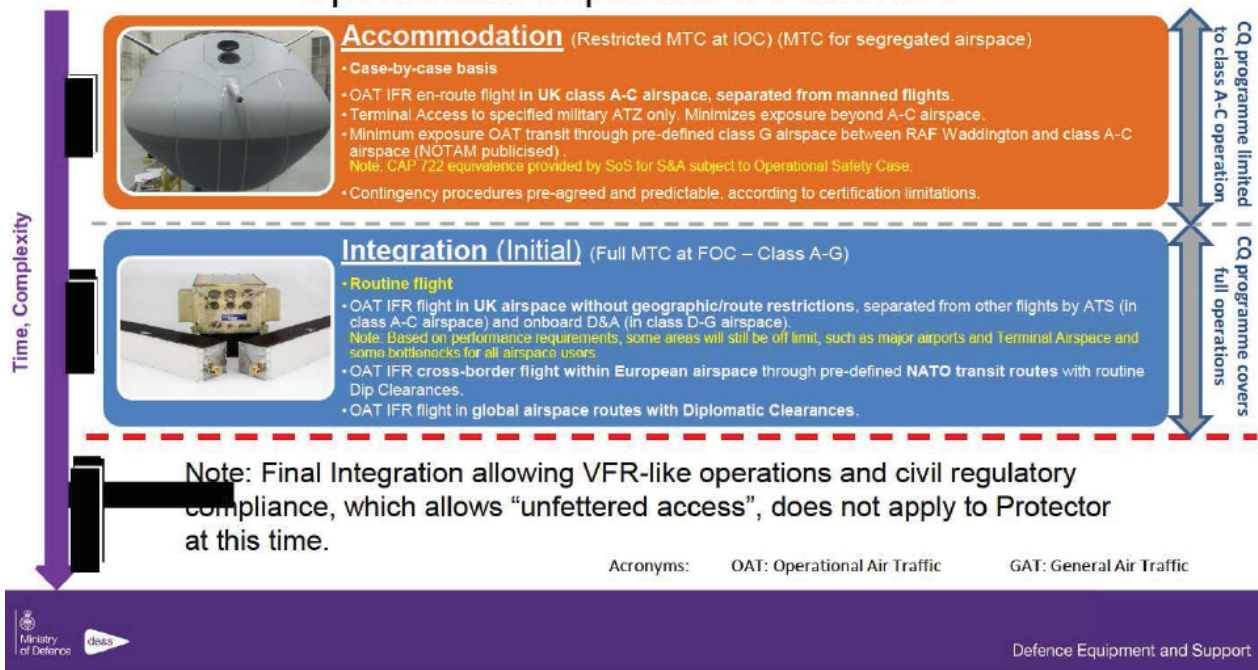 Accommodation (Restricted MTC at IOC) (MTC for segregated airspace)
• Case-by-case basis
• OAT IFR en-route flight in UK class A-C airspace, separated from manned flights.
• Terminal Access to specified military ATZ only. Minimizes exposure beyond A-C airspace.
• Minimum exposure OAT transit through pre-defined class G airspace between RAF Waddington and class A-C
airspace (NOTAM publicised) .
Note: CAP 722 equivalence provided by SoS for S&A subject to Operational Safety Case.
• Contingency procedures pre-agreed and predictable, according to certification limitations.
CQ programme limited
to class A-C operation
Time, Complexity
Integration (Initial) (Full MTC at FOC – Class A-G)
• Routine flight
• OAT IFR flight in UK airspace without geographic/route restrictions, separated from other flights by ATS (in
class A-C airspace) and onboard D&A (in class D-G airspace).
Note: Based on performance requirements, some areas will still be off limit, such as major airports and Terminal Airspace and
some bottlenecks for all airspace users.
• OAT IFR cross-border flight within European airspace through pre-defined NATO transit routes with routine
Dip Clearances.
• OAT IFR flight in global airspace routes with Diplomatic Clearances.
CQ programme covers
full operations
Note: Final Integration allowing VFR-like operations and civil regulatory
compliance, which allows “unfettered access”, does not apply to Protector
at this time.
Acronyms: OAT: Operational Air Traffic GAT: General Air Traffic
Ministry
of Defence
de&s
Defence Equipment and Support